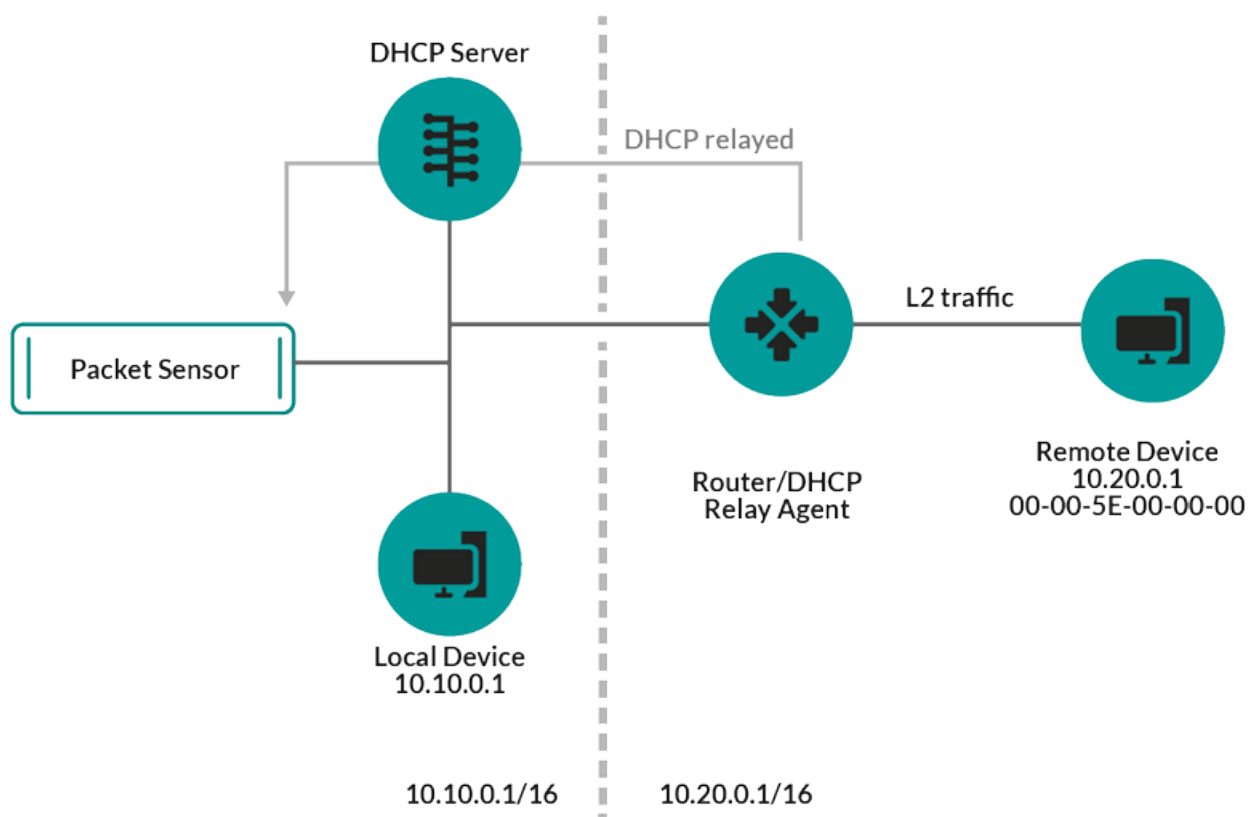 DHCP Server
DHCP relayed
L2 traffic
Packet Sensor
Router/DHCP
Relay Agent
Remote Device
10.20.0.1
00-00-5E-00-00-00
Local Device
10.10.0.1
10.10.0.1/16
10.20.0.1/16